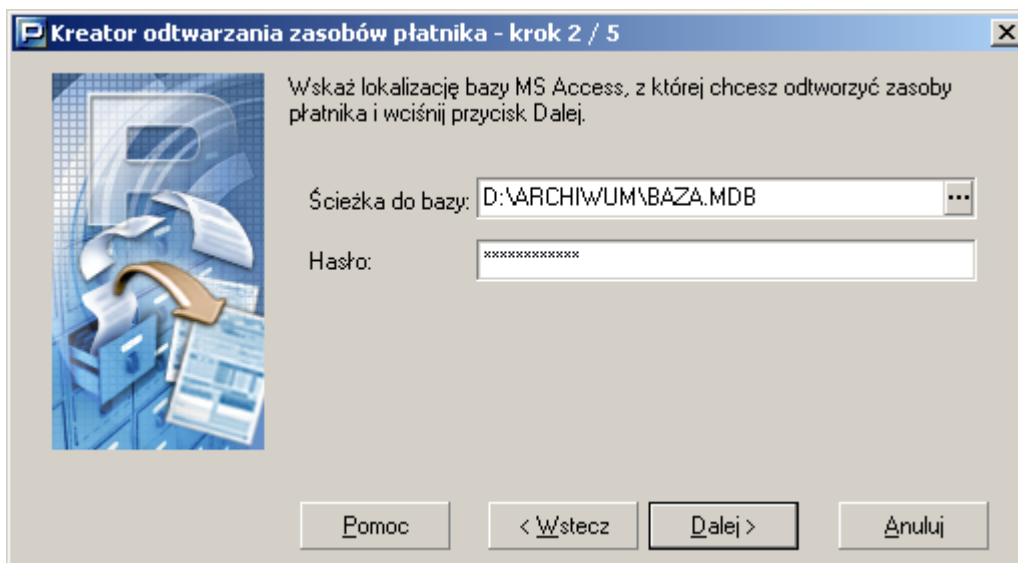 Kreator odtwarzania zasobów płatnika - krok 2 / 5
Wskaż lokalizację bazy MS Access, z której chcesz odtworzyć zasoby
płatnika i wciśnij przycisk Dalej.
Ścieżka do bazy: D:\ARCHIWUM\BAZA.MDB ...
Hasło: ************
Pomoc < Wstecz Dalej > Anuluj